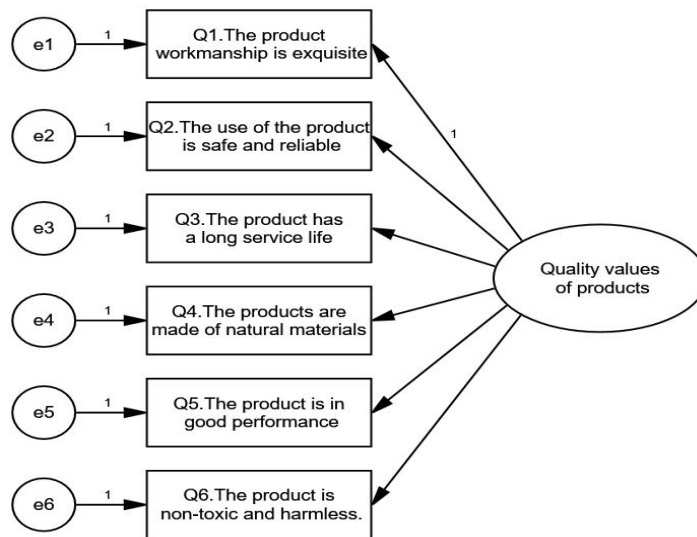 e1
1
Q1.The product
workmanship is exquisite
1
e2
1
Q2.The use of the product
is safe and reliable
e3
1
Q3.The product has
a long service life
Quality values
of products
e4
1
Q4.The products are
made of natural materials
e5
1
Q5.The product is in
good performance
e6
1
Q6.The product is
non-toxic and harmless.